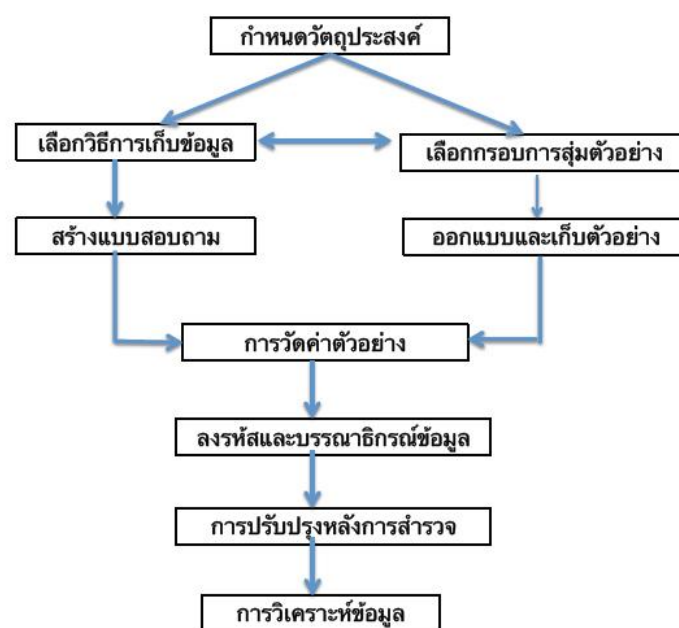 กำหนดวัตถุประสงค์
เลือกวิธีการเก็บข้อมูล
เลือกกรอบการสุ่มตัวอย่าง
สร้างแบบสอบถาม
ออกแบบและเก็บตัวอย่าง
การวัดค่าตัวอย่าง
ลงรหัสและบรรณาธิกรณ์ข้อมูล
การปรับปรุงหลังการสำรวจ
การวิเคราะห์ข้อมูล